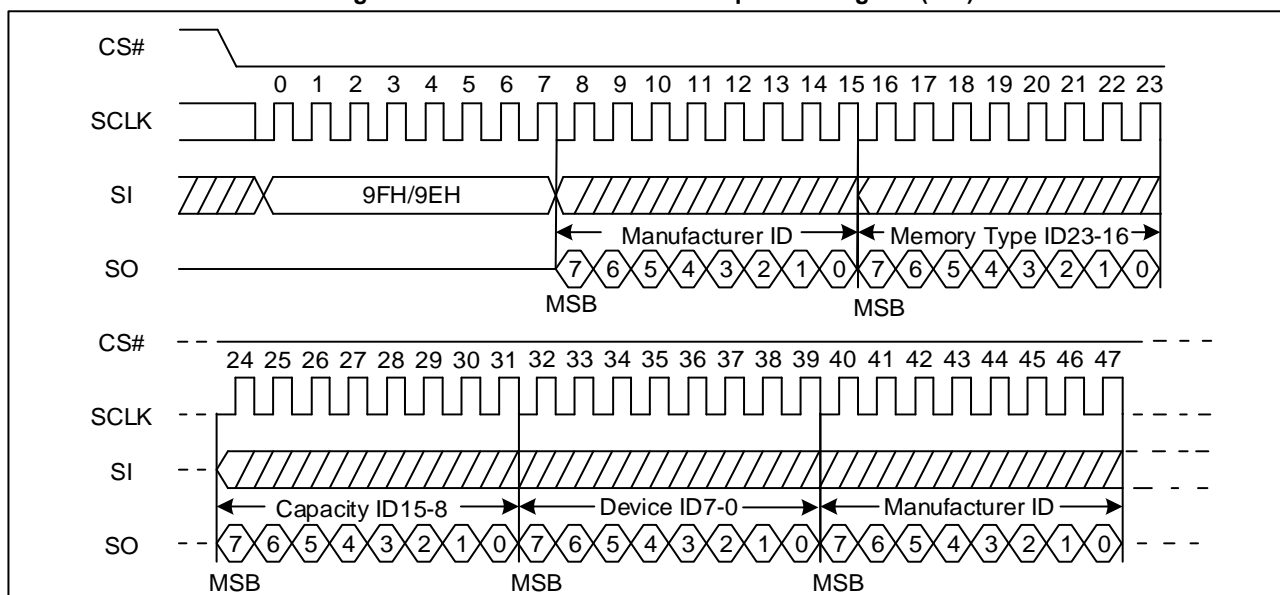 CS#
0 1 2 3 4 5 6 7 8 9 10 11 12 13 14 15 16 17 18 19 20 21 22 23
SCLK
SI 9FH/9EH
Manufacturer ID Memory Type ID23-16
SO 7 6 5 4 3 2 1 0 7 6 5 4 3 2 1 0
MSB MSB
CS#
24 25 26 27 28 29 30 31 32 33 34 35 36 37 38 39 40 41 42 43 44 45 46 47
SCLK
SI
Capacity ID15-8 Device ID7-0 Manufacturer ID
SO 7 6 5 4 3 2 1 0 7 6 5 4 3 2 1 0 7 6 5 4 3 2 1 0
MSB MSB MSB